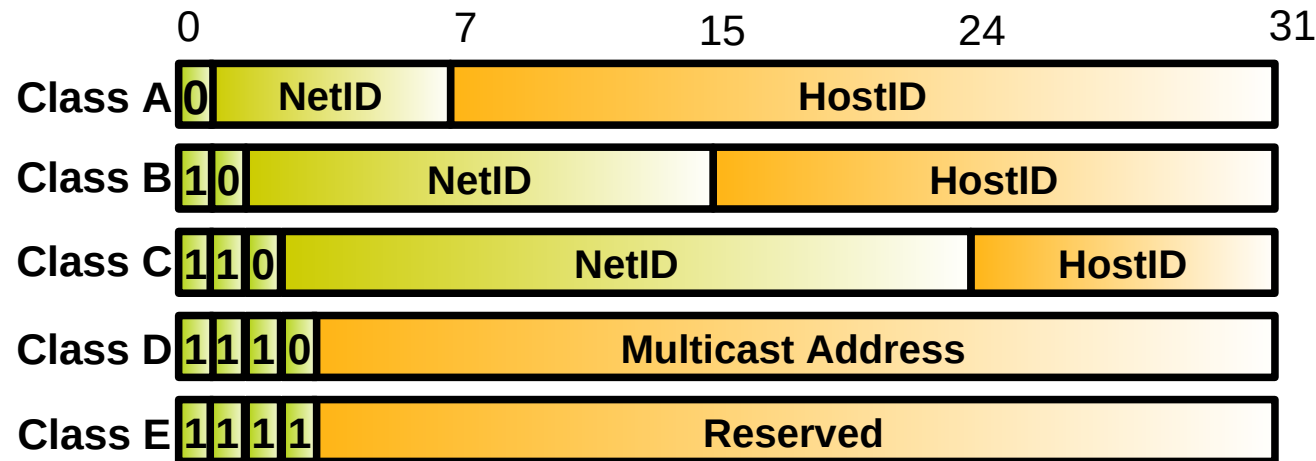 0 7 15 24 31
Class A 0 NetID HostID
Class B 1 0 NetID HostID
Class C 1 1 0 NetID HostID
Class D 1 1 1 0 Multicast Address
Class E 1 1 1 1 Reserved